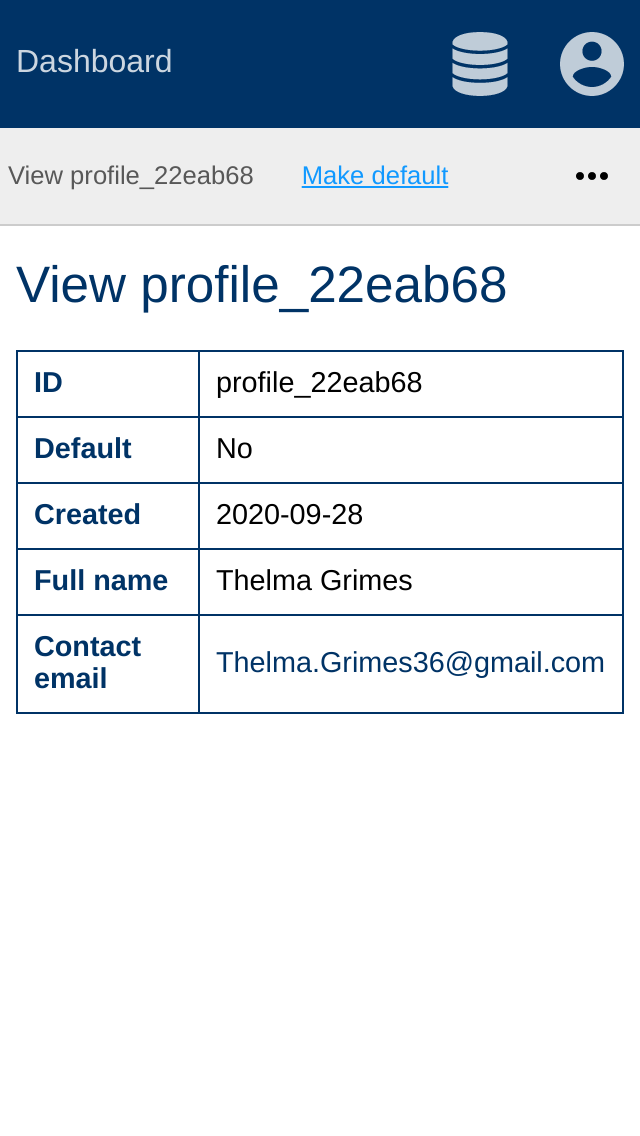 Dashboard
View profile_22eab68 Make default
View profile_22eab68
ID profile_22eab68
Default No
Created 2020-09-28
Full name Thelma Grimes
Contact email Thelma.Grimes36@gmail.com